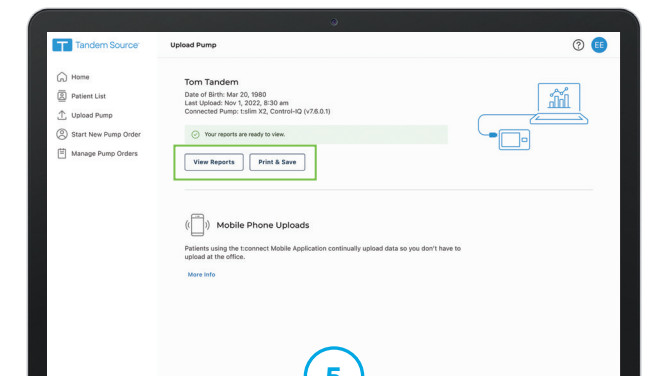 Tandem Source
Upload Pump
? EE
Home
Patient List
Upload Pump
Start New Pump Order
Manage Pump Orders
Tom Tandem
Date of Birth: Mar 20, 1980
Last Upload: Nov 1, 2022, 8:30 am
Connected Pump: t:slim X2, Control-IQ (v7.6.0.1)
Your reports are ready to view.
View Reports Print & Save
Mobile Phone Uploads
Patients using the t:connect Mobile Application continually upload data so you don't have to
upload at the office.
More Info
5